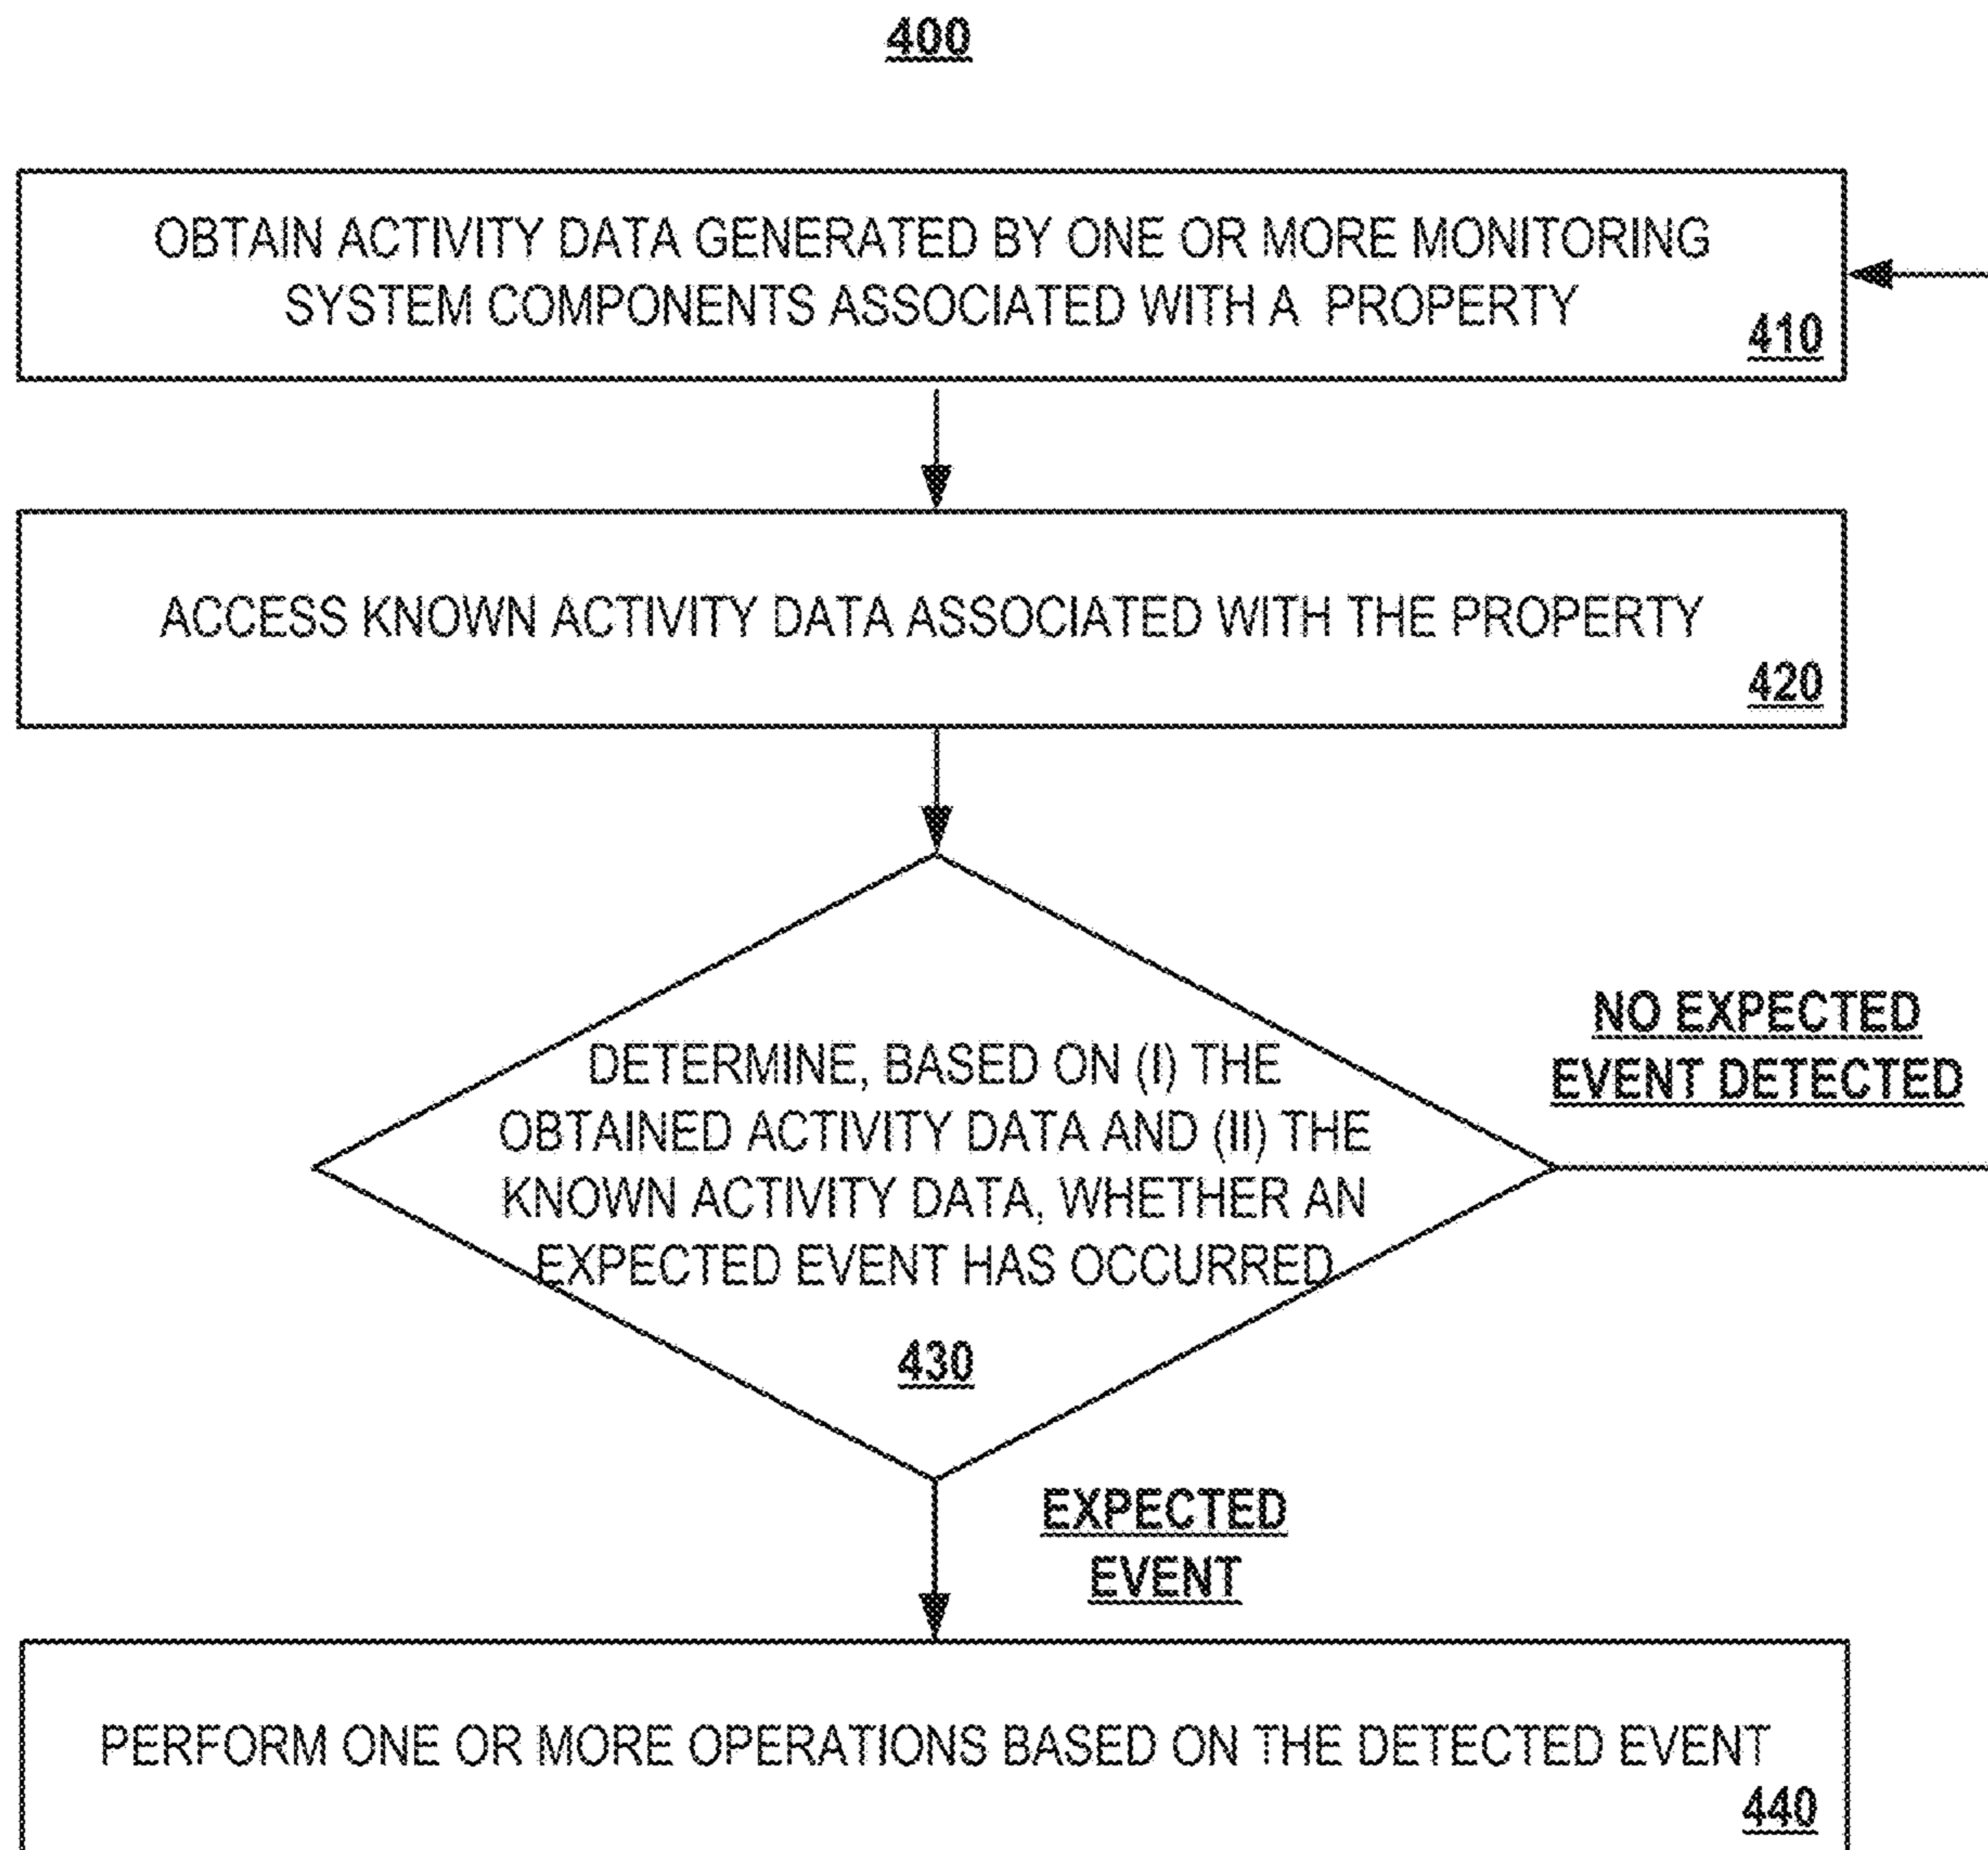 400
OBTAIN ACTIVITY DATA GENERATED BY ONE OR MORE MONITORING
SYSTEM COMPONENTS ASSOCIATED WITH A PROPERTY
410
ACCESS KNOWN ACTIVITY DATA ASSOCIATED WITH THE PROPERTY
420
DETERMINE, BASED ON (I) THE
OBTAINED ACTIVITY DATA AND (II) THE
KNOWN ACTIVITY DATA, WHETHER AN
EXPECTED EVENT HAS OCCURRED
430
NO EXPECTED
EVENT DETECTED
EXPECTED
EVENT
PERFORM ONE OR MORE OPERATIONS BASED ON THE DETECTED EVENT
440